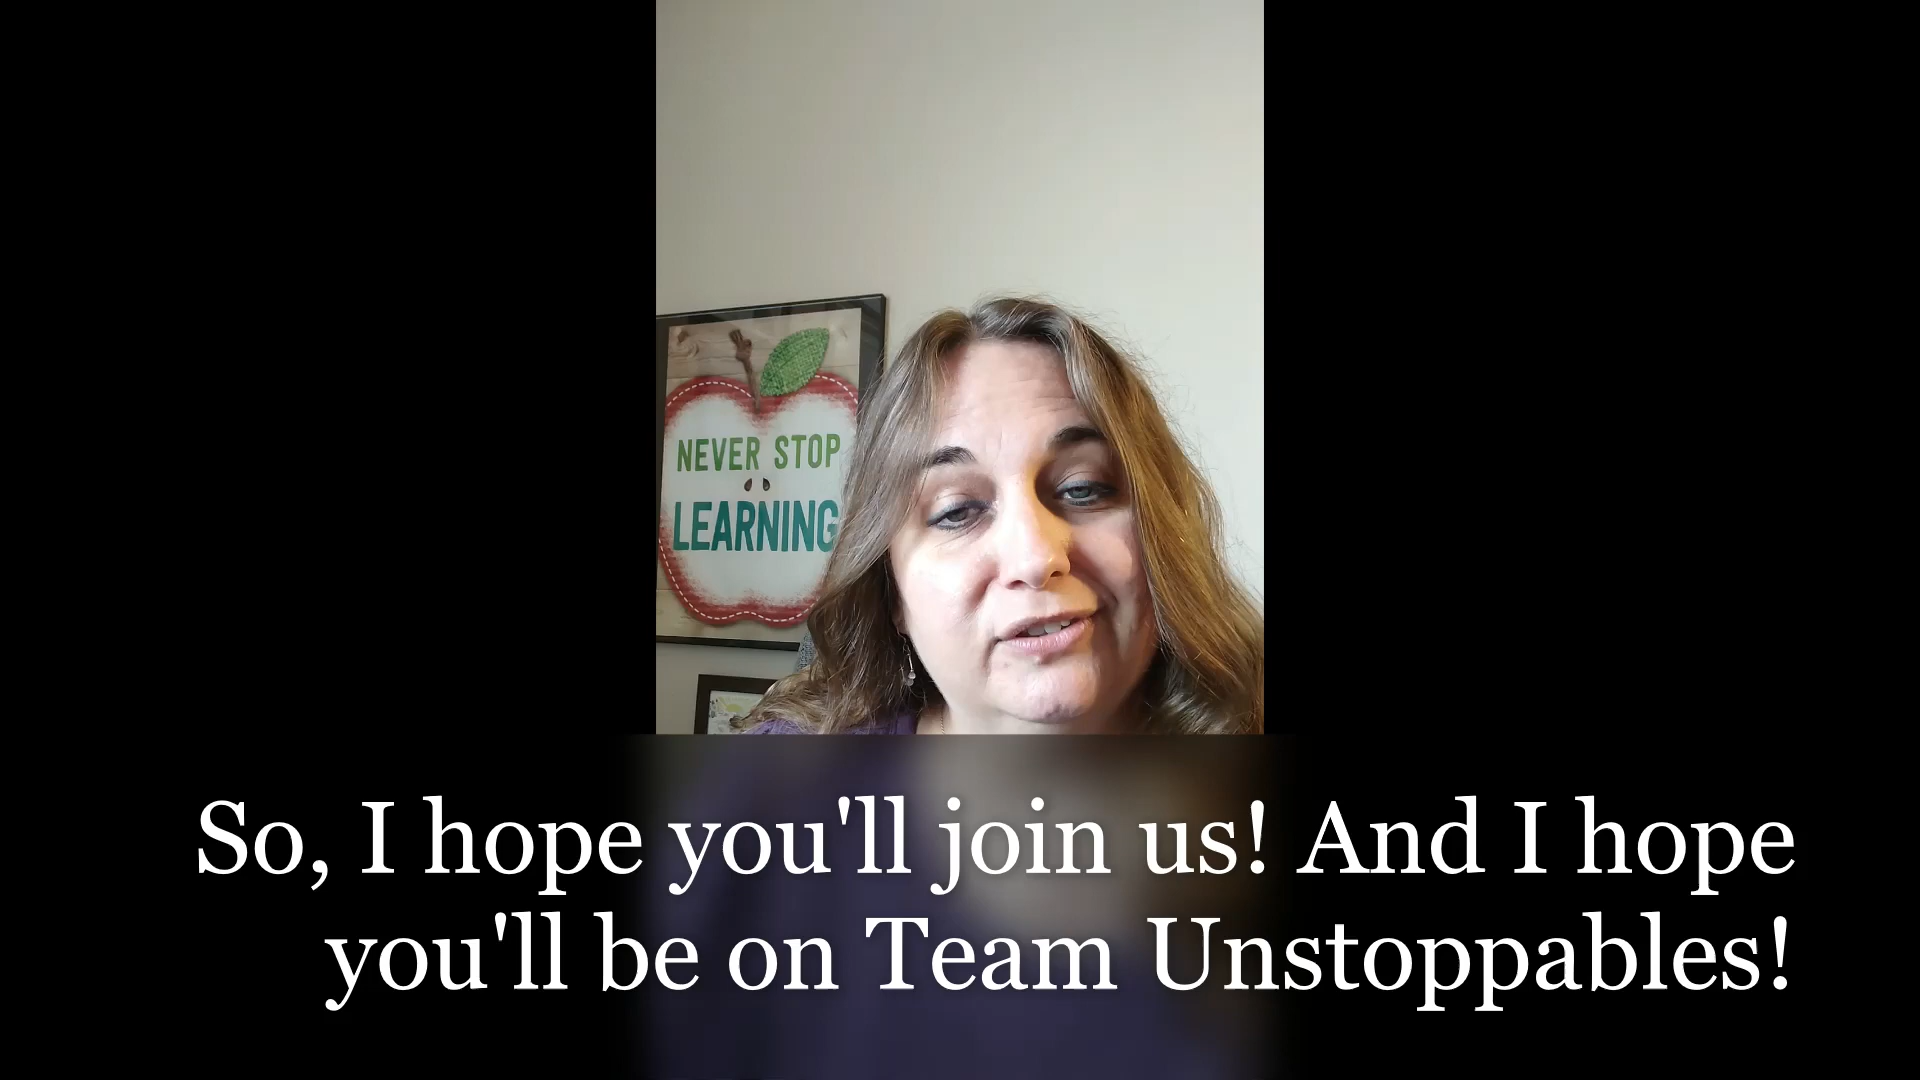 NEVER STOP
LEARNING
So, I hope you'll join us! And I hope
you'll be on Team Unstoppables!